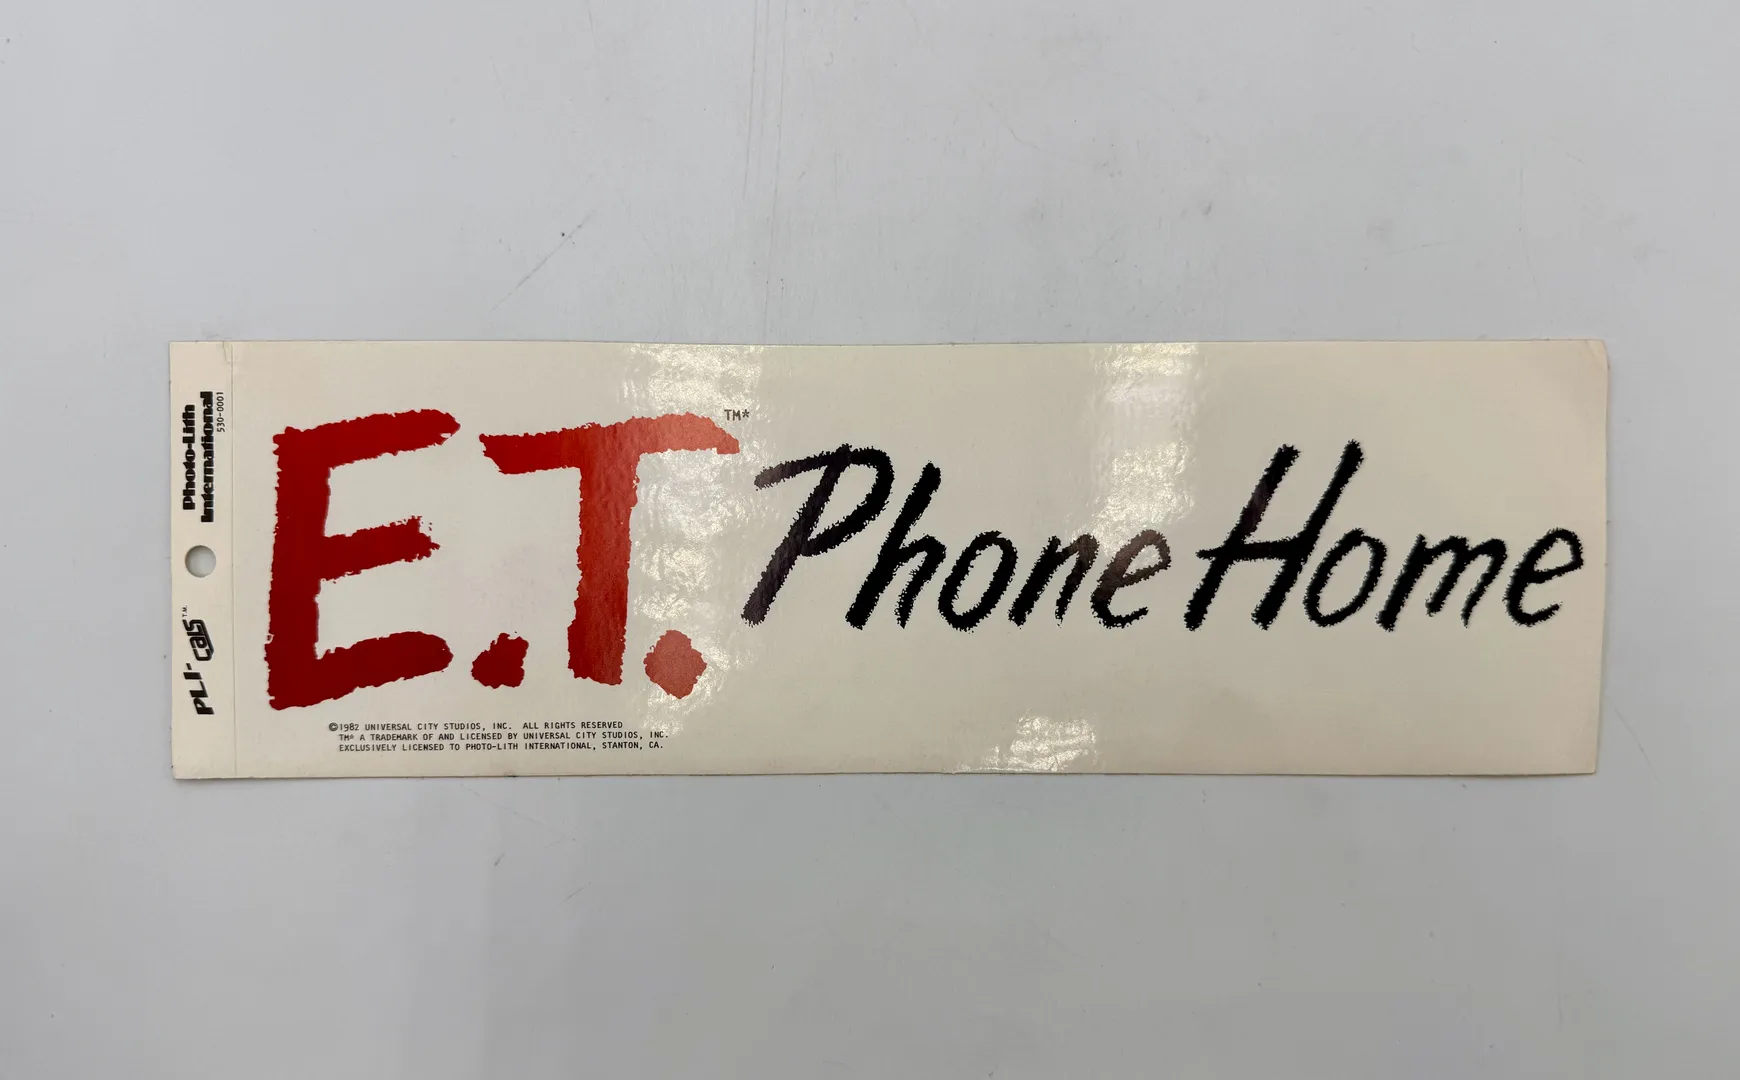 Photo-Lith
International
530-0001
PLI-cals™
E.T.™*
Phone Home
©1982 UNIVERSAL CITY STUDIOS, INC. ALL RIGHTS RESERVED
TM* A TRADEMARK OF AND LICENSED BY UNIVERSAL CITY STUDIOS, INC.
EXCLUSIVELY LICENSED TO PHOTO-LITH INTERNATIONAL, STANTON, CA.